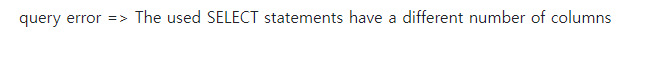 query error => The used SELECT statements have a different number of columns